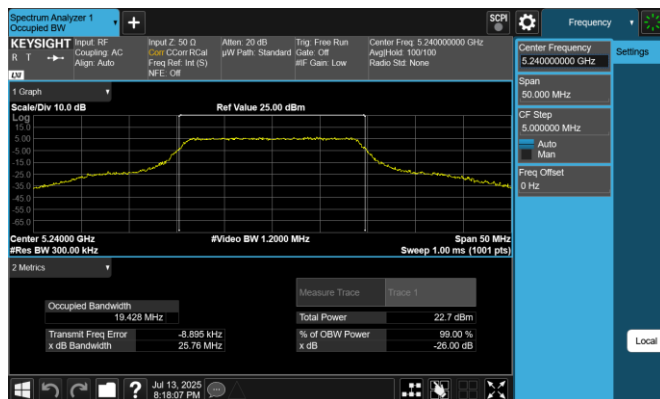 Spectrum Analyzer 1
Occupied BW
+
SCPI
Frequency
KEYSIGHT
R T
LXI
Input: RF
Coupling: AC
Align: Auto
Input Z: 50 Ω
Corr CCorr RCal
Freq Ref: Int (S)
NFE: Off
Atten: 20 dB
µW Path: Standard
Trig: Free Run
Gate: Off
#IF Gain: Low
Center Freq: 5.240000000 GHz
Avg|Hold: 100/100
Radio Std: None
Center Frequency
5.240000000 GHz
Settings
Span
50.000 MHz
CF Step
5.000000 MHz
Auto
Man
Freq Offset
0 Hz
Local
1 Graph
Scale/Div 10.0 dB
Ref Value 25.00 dBm
Log
15.0
5.00
-5.00
-15.0
-25.0
-35.0
-45.0
-55.0
-65.0
Center 5.24000 GHz
#Video BW 1.2000 MHz
Span 50 MHz
#Res BW 300.00 kHz
Sweep 1.00 ms (1001 pts)
2 Metrics
Measure Trace
Trace 1
Occupied Bandwidth
19.428 MHz
Total Power
22.7 dBm
Transmit Freq Error
-8.895 kHz
% of OBW Power
99.00 %
x dB Bandwidth
25.76 MHz
x dB
-26.00 dB
?
Jul 13, 2025
8:18:07 PM